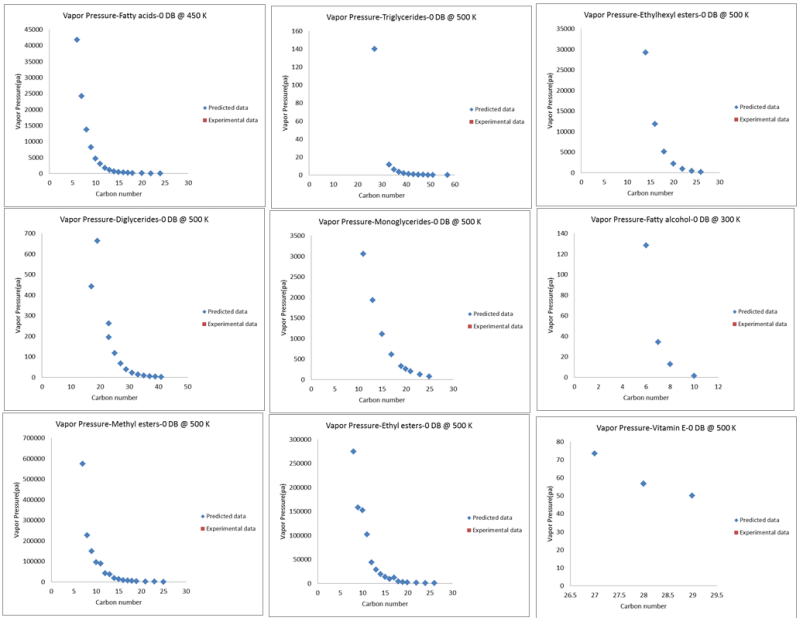 Vapor Pressure-Fatty acids-0 DB @ 450 K
45000
40000
35000
30000
25000
20000
15000
10000
5000
0
Vapor Pressure(pa)
0 5 10 15 20 25 30
Carbon number
Predicted data
Experimental data
Vapor Pressure-Triglycerides-0 DB @ 500 K
160
140
120
100
80
60
40
20
0
Vapor Pressure(pa)
0 10 20 30 40 50 60
Carbon number
Predicted data
Experimental data
Vapor Pressure-Ethylhexyl esters-0 DB @ 500 K
35000
30000
25000
20000
15000
10000
5000
0
Vapor Pressure(pa)
0 5 10 15 20 25 30
Carbon number
Predicted data
Experimental data
Vapor Pressure-Diglycerides-0 DB @ 500 K
700
600
500
400
300
200
100
0
Vapor Pressure(pa)
0 10 20 30 40 50
Carbon number
Predicted data
Experimental data
Vapor Pressure-Monoglycerides-0 DB @ 500 K
3500
3000
2500
2000
1500
1000
500
0
Vapor Pressure(pa)
0 5 10 15 20 25 30
Carbon number
Predicted data
Experimental data
Vapor Pressure-Fatty alcohol-0 DB @ 300 K
140
120
100
80
60
40
20
0
Vapor Pressure(pa)
0 2 4 6 8 10 12
Carbon number
Predicted data
Experimental data
Vapor Pressure-Methyl esters-0 DB @ 500 K
700000
600000
500000
400000
300000
200000
100000
0
Vapor Pressure(pa)
0 5 10 15 20 25 30
Carbon number
Predicted data
Experimental data
Vapor Pressure-Ethyl esters-0 DB @ 500 K
300000
250000
200000
150000
100000
50000
0
Vapor Pressure(pa)
0 5 10 15 20 25 30
Carbon number
Predicted data
Experimental data
Vapor Pressure-Vitamin E-0 DB @ 500 K
80
70
60
50
40
30
20
10
0
Vapor Pressure(pa)
26.5 27 27.5 28 28.5 29 29.5
Carbon number
Predicted data
Experimental data